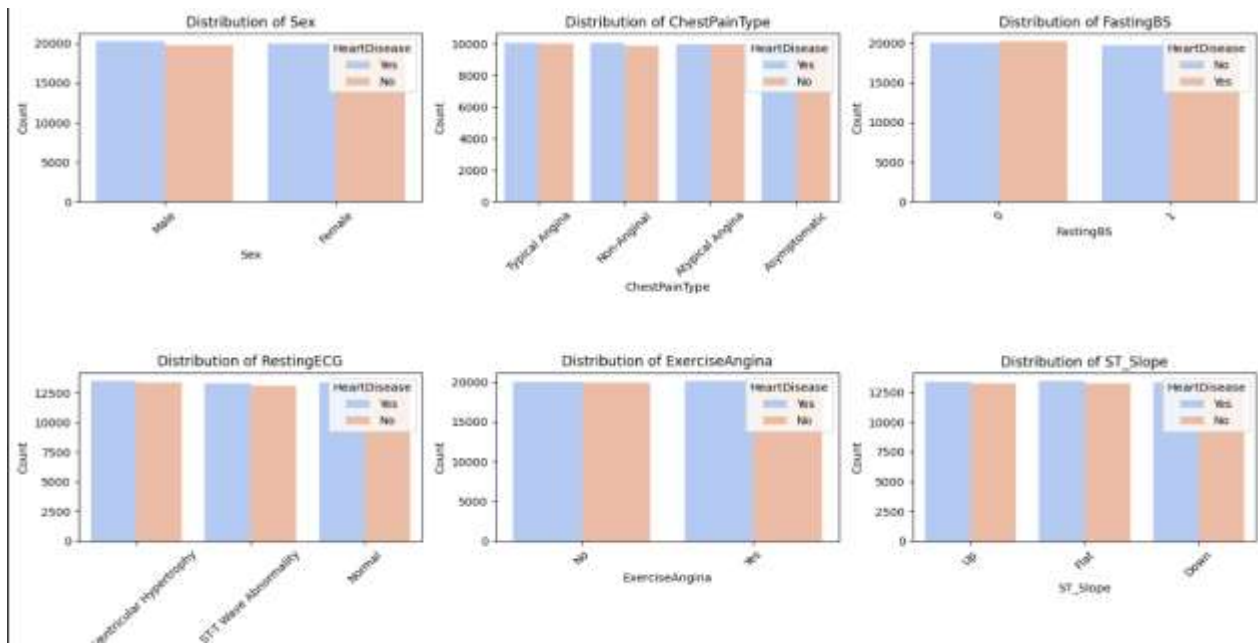 Distribution of Sex
20000
15000
10000
5000
0
Count
HeartDisease
Yes
No
Male
Female
Sex
Distribution of ChestPainType
10000
8000
6000
4000
2000
0
Count
HeartDisease
Yes
No
Typical Angina
Non-Anginal
Atypical Angina
Asymptomatic
ChestPainType
Distribution of FastingBS
20000
15000
10000
5000
0
Count
HeartDisease
No
Yes
0
1
FastingBS
Distribution of RestingECG
12500
10000
7500
5000
2500
0
Count
HeartDisease
Yes
No
Hypertrophy
ST-T Wave Abnormality
Normal
Distribution of ExerciseAngina
20000
15000
10000
5000
0
Count
HeartDisease
Yes
No
No
Yes
ExerciseAngina
Distribution of ST_Slope
12500
10000
7500
5000
2500
0
Count
HeartDisease
Yes
No
Up
Flat
Down
ST_Slope